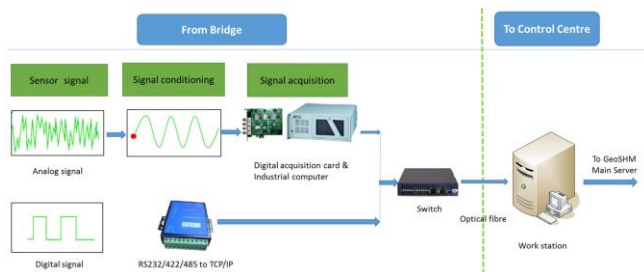 From Bridge
To Control Centre
Sensor signal
Signal conditioning
Signal acquisition
Analog signal
Digital acquisition card &
Industrial computer
To GeoSHM
Main Server
Switch
Optical fibre
Work station
Digital signal
RS232/422/485 to TCP/IP